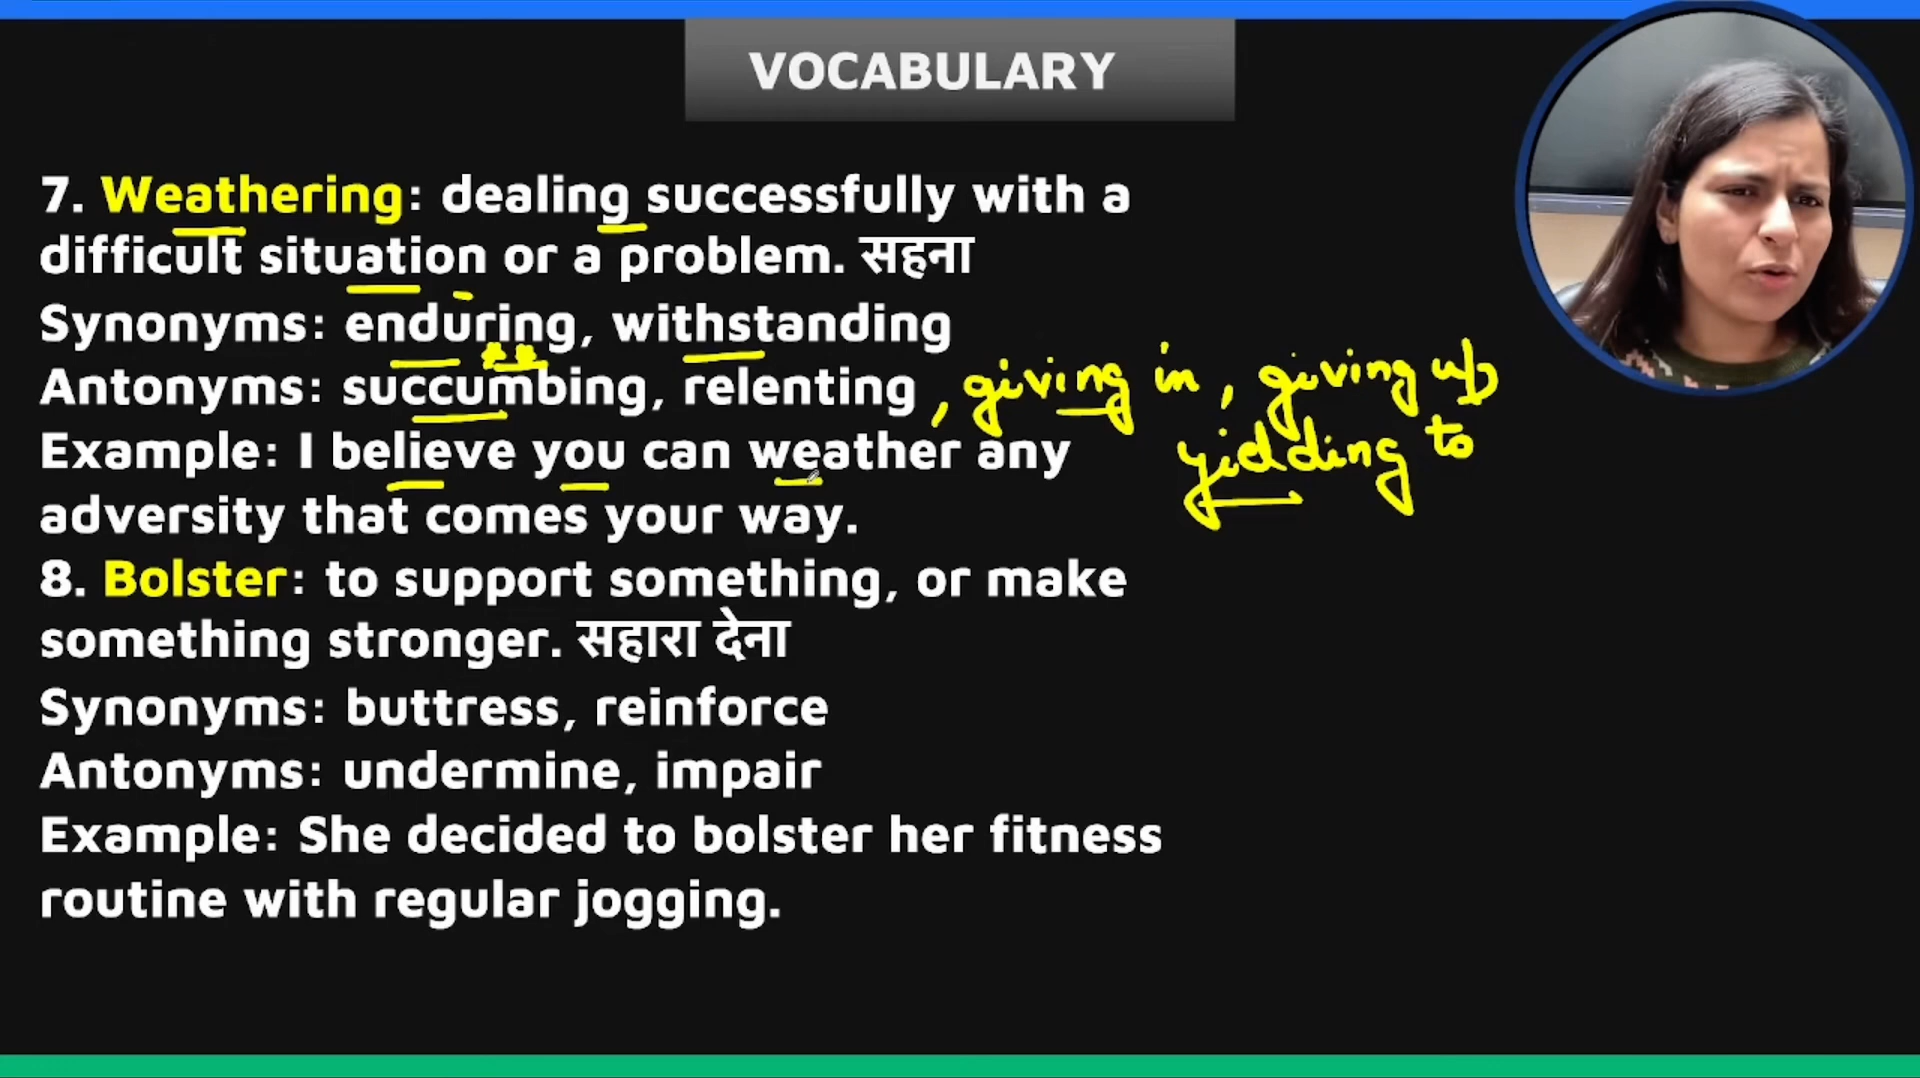 VOCABULARY
7. Weathering: dealing successfully with a
difficult situation or a problem. सहना
Synonyms: enduring, withstanding
Antonyms: succumbing, relenting , giving in, giving up
yielding to
Example: I believe you can weather any
adversity that comes your way.
8. Bolster: to support something, or make
something stronger. सहारा देना
Synonyms: buttress, reinforce
Antonyms: undermine, impair
Example: She decided to bolster her fitness
routine with regular jogging.